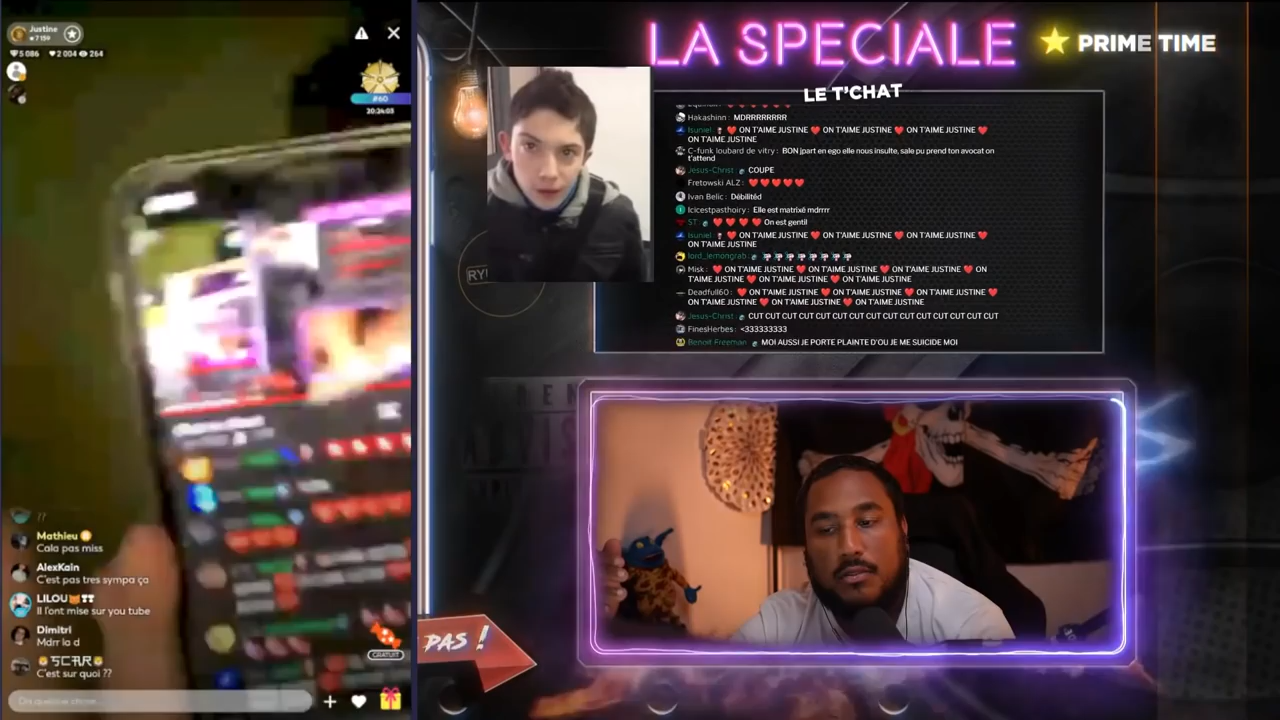 Justine
5 086 2 004 264
#60
20:24:03
??
Mathieu
Cala pas miss
AlexKain
C'est pas tres sympa ça
LILOU
Il l'ont mise sur you tube
Dimitri
Mdrr la d
C'est sur quoi ??
GRATUIT
LA SPECIALE
PRIME TIME
LE T'CHAT
Hakashinn : MDRRRRRRRR
Isuniel : ❤ ON T'AIME JUSTINE ❤ ON T'AIME JUSTINE ❤ ON T'AIME JUSTINE ❤
ON T'AIME JUSTINE
C-funk loubard de vitry : BON jpart en ego elle nous insulte, sale pu prend ton avocat on
t'attend
Jesus-Christ : COUPE
Fretowski ALZ : ❤❤❤❤❤
Ivan Belic : Débilitéd
Icicestpasthoiry : Elle est matrixé mdrrr
ST : ❤❤❤❤ On est gentil
Isuniel : ❤ ON T'AIME JUSTINE ❤ ON T'AIME JUSTINE ❤ ON T'AIME JUSTINE ❤
ON T'AIME JUSTINE
lord_lemongrab :
Misk : ❤ ON T'AIME JUSTINE ❤ ON T'AIME JUSTINE ❤ ON T'AIME JUSTINE ❤ ON
T'AIME JUSTINE ❤ ON T'AIME JUSTINE ❤ ON T'AIME JUSTINE
Deadfull60 : ❤ ON T'AIME JUSTINE ❤ ON T'AIME JUSTINE ❤ ON T'AIME JUSTINE ❤
ON T'AIME JUSTINE ❤ ON T'AIME JUSTINE ❤ ON T'AIME JUSTINE
Jesus-Christ : CUT CUT CUT CUT CUT CUT CUT CUT CUT CUT CUT CUT CUT CUT CUT
FinesHerbes : <333333333
Benoit Freeman : MOI AUSSI JE PORTE PLAINTE D'OU JE ME SUICIDE MOI
RY!
PAS !